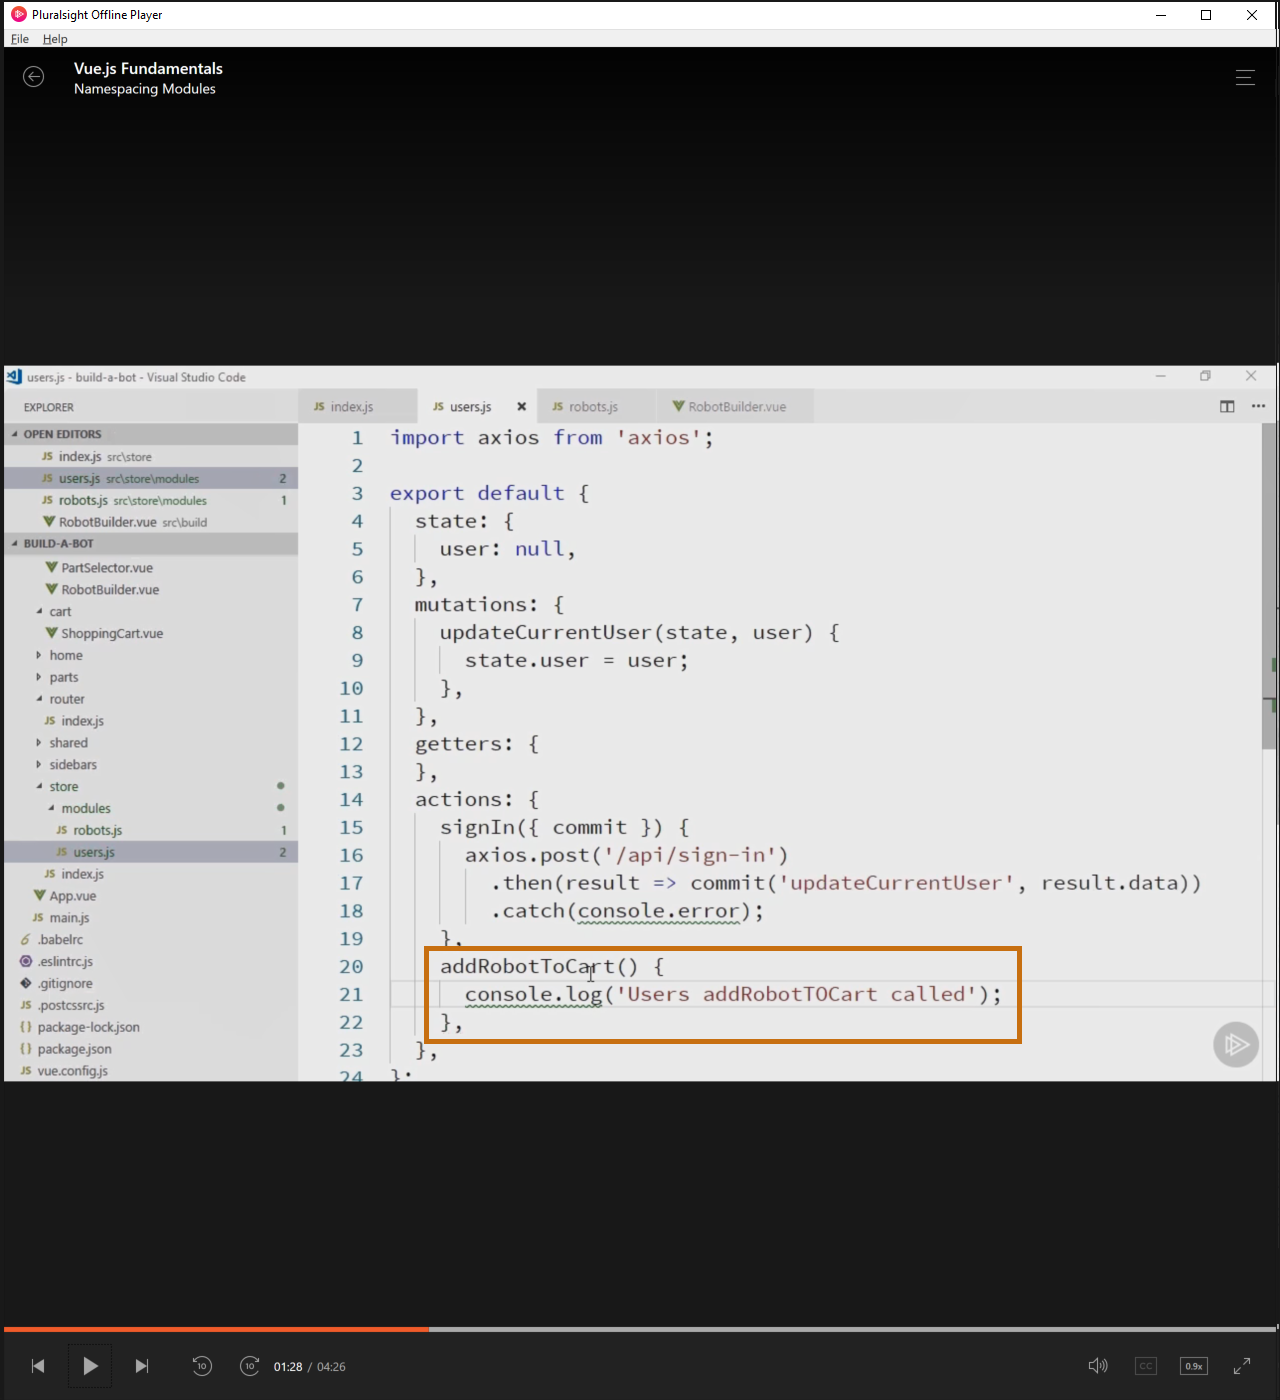 Pluralsight Offline Player
File Help
Vue.js Fundamentals
Namespacing Modules
users.js - build-a-bot - Visual Studio Code
EXPLORER
OPEN EDITORS
JS index.js src\store
JS users.js src\store\modules 2
JS robots.js src\store\modules 1
RobotBuilder.vue src\build
BUILD-A-BOT
PartSelector.vue
RobotBuilder.vue
cart
ShoppingCart.vue
home
parts
router
JS index.js
shared
sidebars
store
modules
JS robots.js 1
JS users.js 2
JS index.js
App.vue
JS main.js
.babelrc
.eslintrc.js
.gitignore
JS .postcssrc.js
{} package-lock.json
{} package.json
JS vue.config.js
JS index.js JS users.js JS robots.js RobotBuilder.vue
1 import axios from 'axios';
2
3 export default {
4 state: {
5 user: null,
6 },
7 mutations: {
8 updateCurrentUser(state, user) {
9 state.user = user;
10 },
11 },
12 getters: {
13 },
14 actions: {
15 signIn({ commit }) {
16 axios.post('/api/sign-in')
17 .then(result => commit('updateCurrentUser', result.data))
18 .catch(console.error);
19 },
20 addRobotToCart() {
21 console.log('Users addRobotTOCart called');
22 },
23 },
24 };
10 10 01:28 / 04:26 CC 0.9x